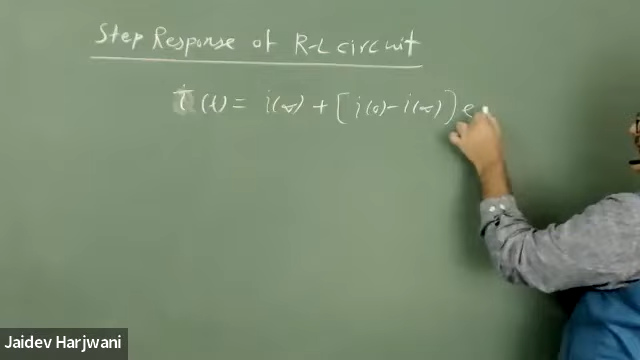 Step Response of R-L circuit
i(t) = i(∞) + [i(0) - i(∞)] e
Jaidev Harjwani